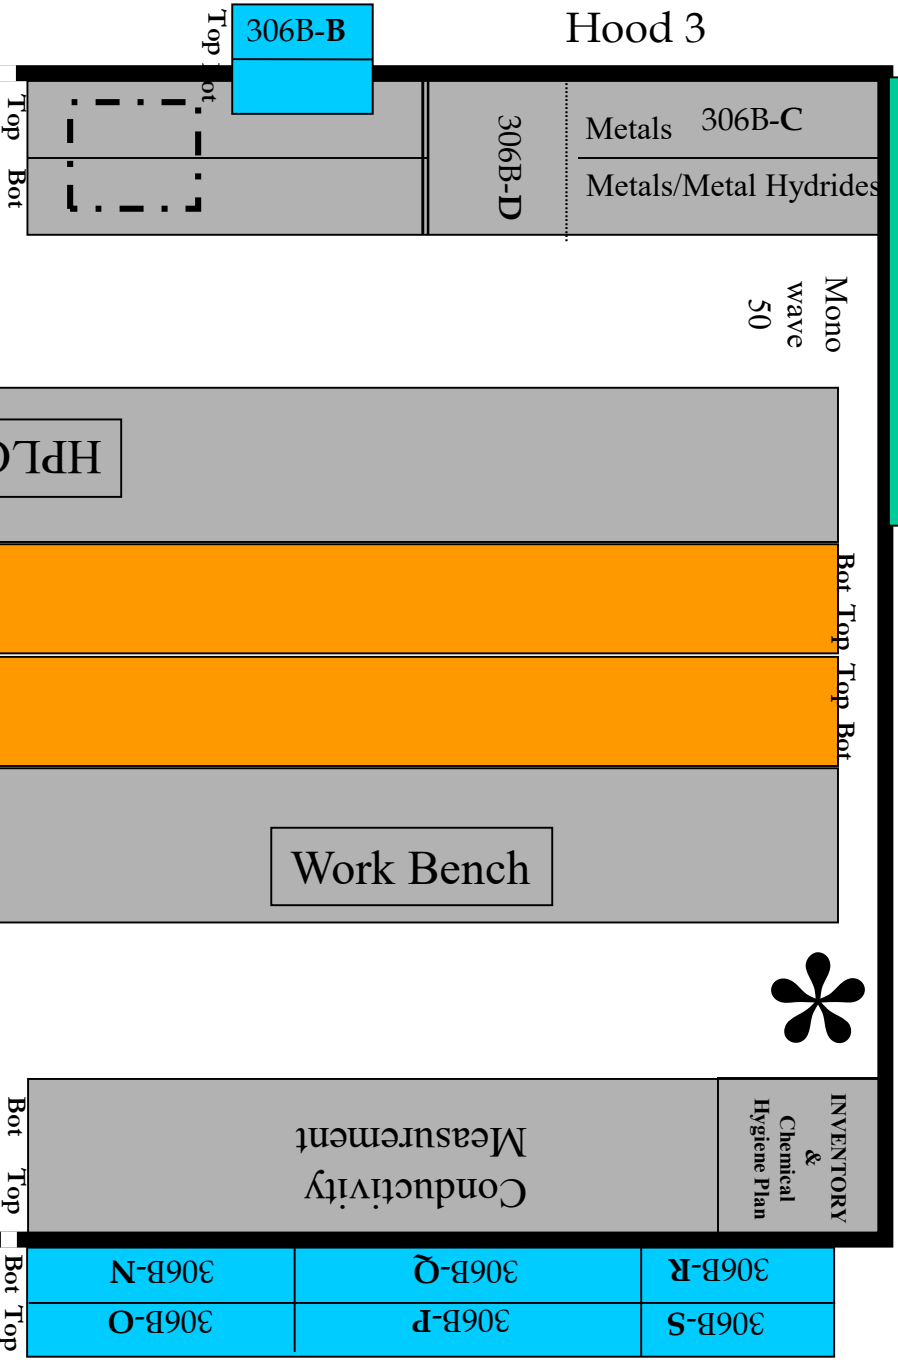 306B-B
Hood 3
Top Bot
Top
Bot
306B-D
Metals
306B-C
Metals/Metal Hydrides
Mono
wave
50
HPLC
Bot Top
Top Bot
Work Bench
Bot
Top
Conductivity
Measurement
INVENTORY
&
Chemical
Hygiene Plan
Bot Top
306B-N
306B-Q
306B-R
306B-O
306B-P
306B-S